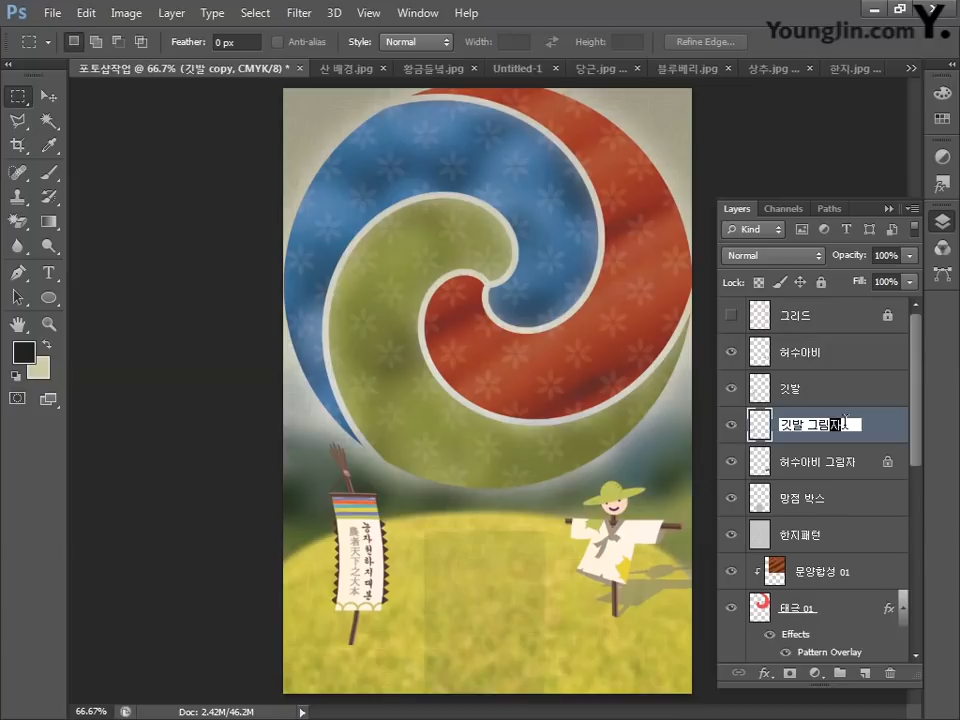 Ps File Edit Image Layer Type Select Filter 3D View Window Help
YoungJin.com Y.
Feather: 0 px Anti-alias Style: Normal Width: Height: Refine Edge...
포토샵작업 @ 66.7% (깃발 copy, CMYK/8) * × 산 배경.jpg × 황금들녘.jpg × Untitled-1 × 당근.jpg ... × 블루베리.jpg × 상추.jpg ... × 한지.jpg ...
Layers Channels Paths
Kind
Normal Opacity: 100%
Lock: Fill: 100%
그리드
허수아비
깃발
깃발 그림자
허수아비 그림자
망점 박스
한지패턴
문양합성 01
태극 01 fx
Effects
Pattern Overlay
농자천하지대본
農者天下之大本
66.67% Doc: 2.42M/46.2M